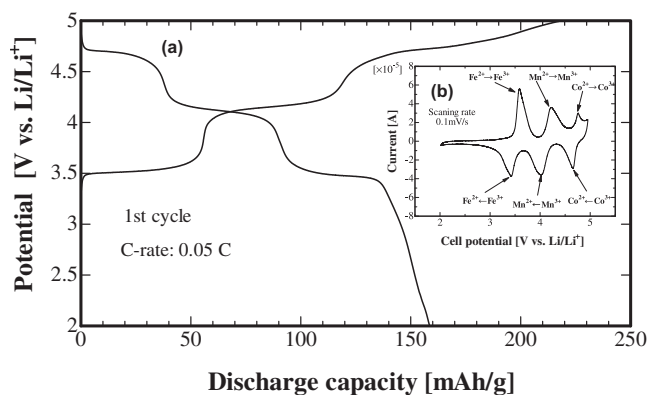 5
4.5
4
3.5
3
2.5
2
0
50
100
150
200
250
Potential [V vs. Li/Li⁺]
Discharge capacity [mAh/g]
(a)
1st cycle
C-rate: 0.05 C
[×10⁻⁵]
(b)
Scaning rate
0.1mV/s
Fe²⁺→Fe³⁺
Mn²⁺→Mn³⁺
Co²⁺→Co³⁺
Fe²⁺←Fe³⁺
Mn²⁺←Mn³⁺
Co²⁺←Co³⁺
8
6
4
2
0
-2
-4
-6
-8
Current [A]
2
3
4
5
Cell potential [V vs. Li/Li⁺]